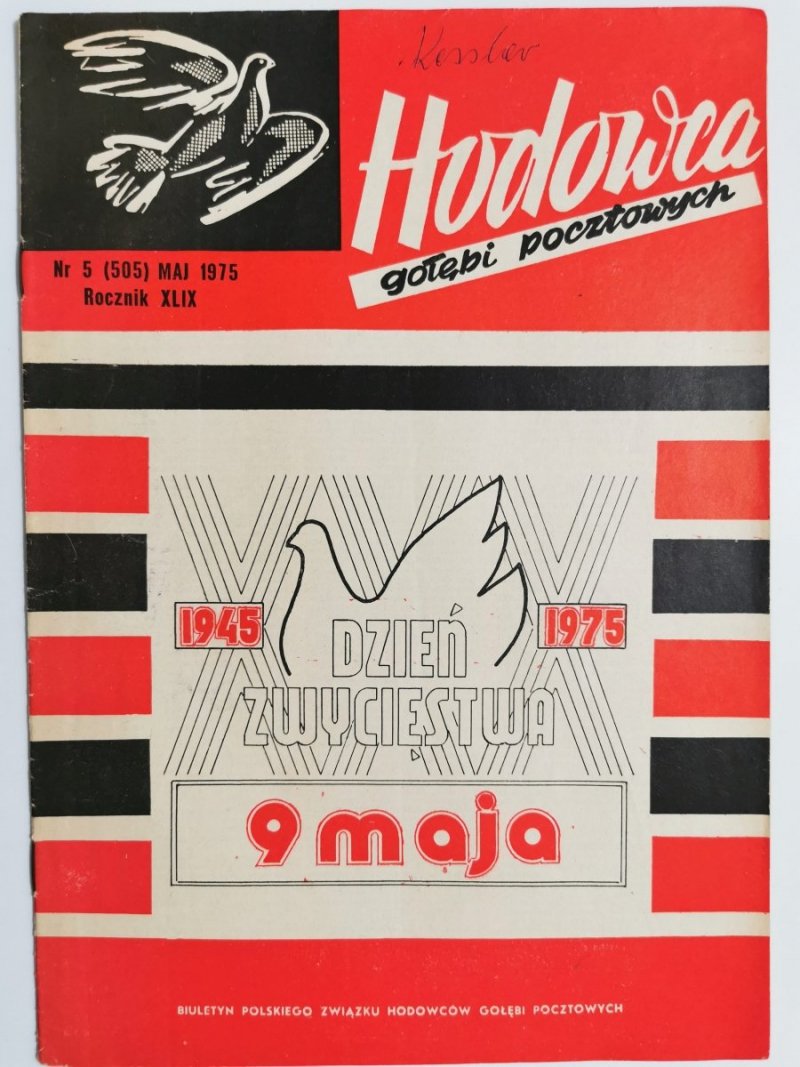 Kessler
Hodowca
gołębi pocztowych
Nr 5 (505) MAJ 1975
Rocznik XLIX
XXX
1945
1975
DZIEŃ
ZWYCIĘSTWA
9 maja
BIULETYN POLSKIEGO ZWIĄZKU HODOWCÓW GOŁĘBI POCZTOWYCH